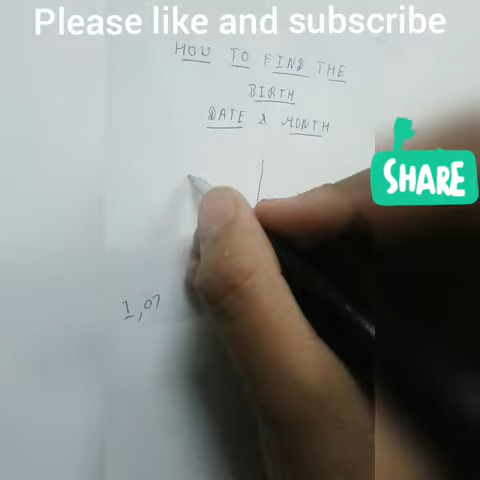 Please like and subscribe
HOW TO FIND THE
BIRTH
DATE & MONTH
SHARE
1,07